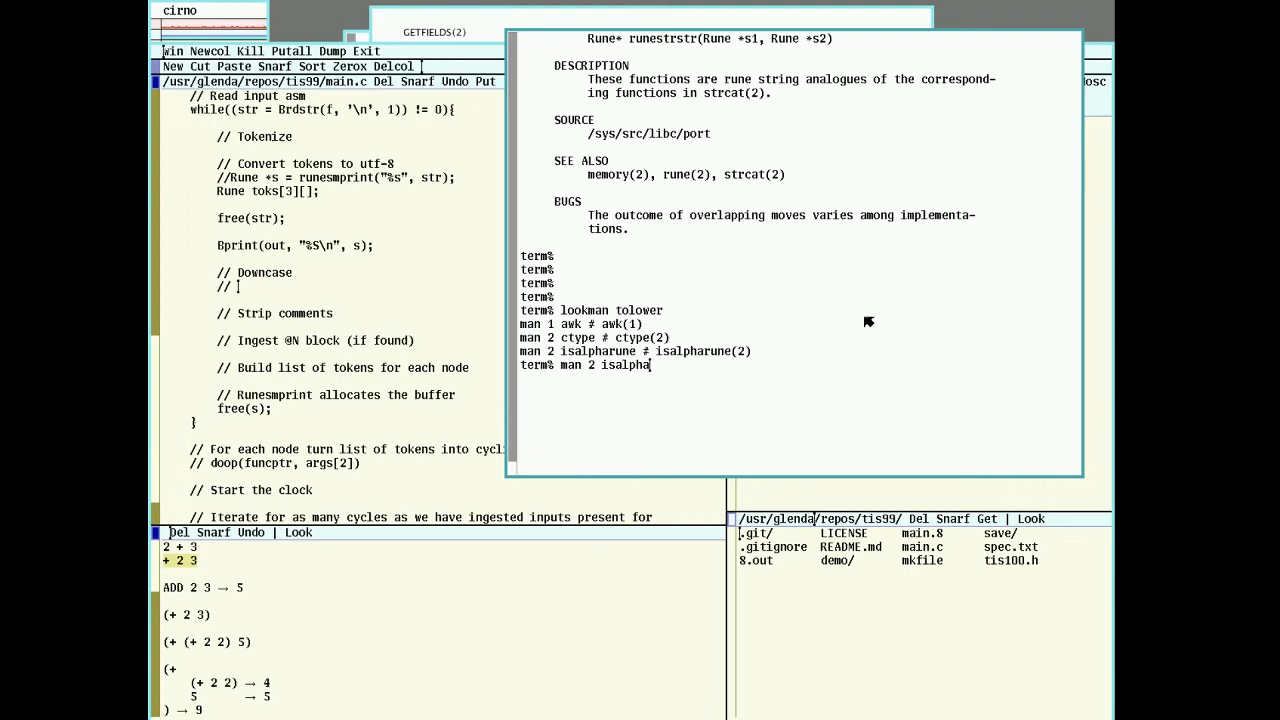 cirno
GETFIELDS(2)
Win Newcol Kill Putall Dump Exit
New Cut Paste Snarf Sort Zerox Delcol
/usr/glenda/repos/tis99/main.c Del Snarf Undo Put
// Read input asm
while((str = Brdstr(f, '\n', 1)) != 0){
// Tokenize
// Convert tokens to utf-8
//Rune *s = runesmprint("%s", str);
Rune toks[3][];
free(str);
Bprint(out, "%S\n", s);
// Downcase
//
// Strip comments
// Ingest @N block (if found)
// Build list of tokens for each node
// Runesmprint allocates the buffer
free(s);
}
// For each node turn list of tokens into cycl
// doop(funcptr, args[2])
// Start the clock
// Iterate for as many cycles as we have ingested inputs present for
Del Snarf Undo | Look
2 + 3
+ 2 3
ADD 2 3 → 5
(+ 2 3)
(+ (+ 2 2) 5)
(+
(+ 2 2) → 4
5 → 5
) → 9
Rune* runestrstr(Rune *s1, Rune *s2)
DESCRIPTION
These functions are rune string analogues of the correspond-
ing functions in strcat(2).
SOURCE
/sys/src/libc/port
SEE ALSO
memory(2), rune(2), strcat(2)
BUGS
The outcome of overlapping moves varies among implementa-
tions.
term%
term%
term%
term%
term% lookman tolower
man 1 awk # awk(1)
man 2 ctype # ctype(2)
man 2 isalpharune # isalpharune(2)
term% man 2 isalpha
/usr/glenda/repos/tis99/ Del Snarf Get | Look
.git/ LICENSE main.8 save/
.gitignore README.md main.c spec.txt
8.out demo/ mkfile tis100.h